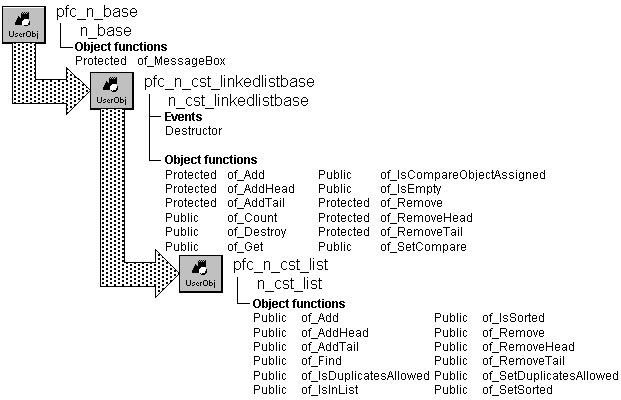 pfc_n_base
n_base
UserObj
Object functions
Protected of_MessageBox
pfc_n_cst_linkedlistbase
n_cst_linkedlistbase
UserObj
Events
Destructor
Object functions
Protected of_Add Public of_IsCompareObjectAssigned
Protected of_AddHead Public of_IsEmpty
Protected of_AddTail Protected of_Remove
Public of_Count Protected of_RemoveHead
Public of_Destroy Protected of_RemoveTail
Public of_Get Public of_SetCompare
pfc_n_cst_list
n_cst_list
UserObj
Object functions
Public of_Add Public of_IsSorted
Public of_AddHead Public of_Remove
Public of_AddTail Public of_RemoveHead
Public of_Find Public of_RemoveTail
Public of_IsDuplicatesAllowed Public of_SetDuplicatesAllowed
Public of_IsInList Public of_SetSorted